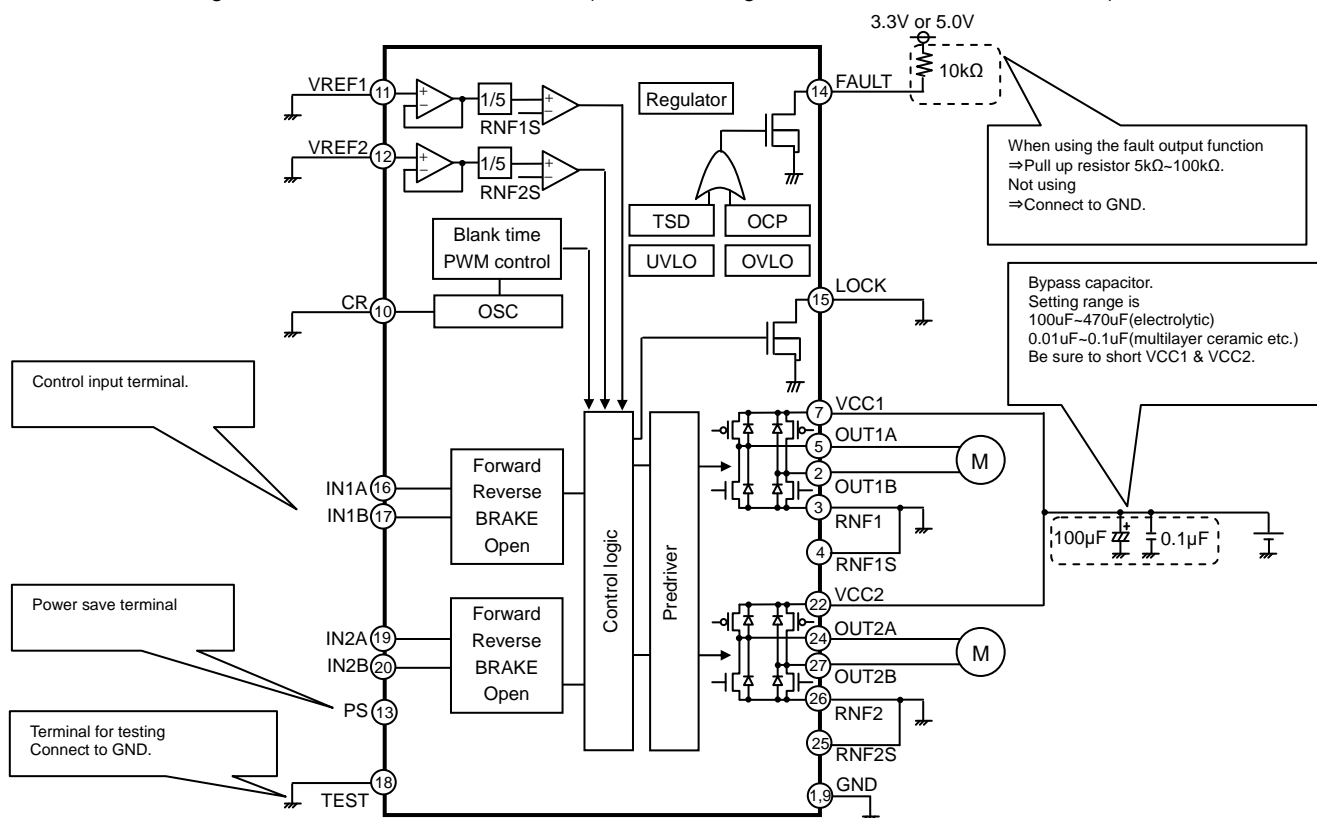 3.3V or 5.0V
10kΩ
VREF1
11
+
−
1/5
+
−
RNF1S
Regulator
14
FAULT
When using the fault output function
⇒Pull up resistor 5kΩ~100kΩ.
Not using
⇒Connect to GND.
VREF2
12
+
−
1/5
+
−
RNF2S
TSD
OCP
UVLO
OVLO
Blank time
PWM control
CR
10
OSC
15
LOCK
Bypass capacitor.
Setting range is
100uF~470uF(electrolytic)
0.01uF~0.1uF(multilayer ceramic etc.)
Be sure to short VCC1 & VCC2.
Control input terminal.
IN1A
16
IN1B
17
Forward
Reverse
BRAKE
Open
Control logic
Predriver
7
VCC1
5
OUT1A
2
OUT1B
M
3
RNF1
4
RNF1S
100µF
+
0.1µF
Power save terminal
IN2A
19
IN2B
20
Forward
Reverse
BRAKE
Open
22
VCC2
24
OUT2A
27
OUT2B
M
26
RNF2
25
RNF2S
PS
13
Terminal for testing
Connect to GND.
18
TEST
1,9
GND